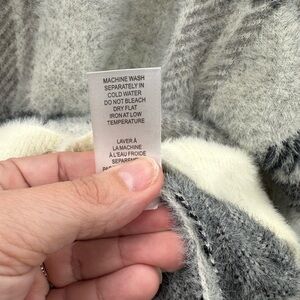 MACHINE WASH
SEPARATELY IN
COLD WATER
DO NOT BLEACH
DRY FLAT
IRON AT LOW
TEMPERATURE
LAVER À
LA MACHINE
À L'EAU FROIDE